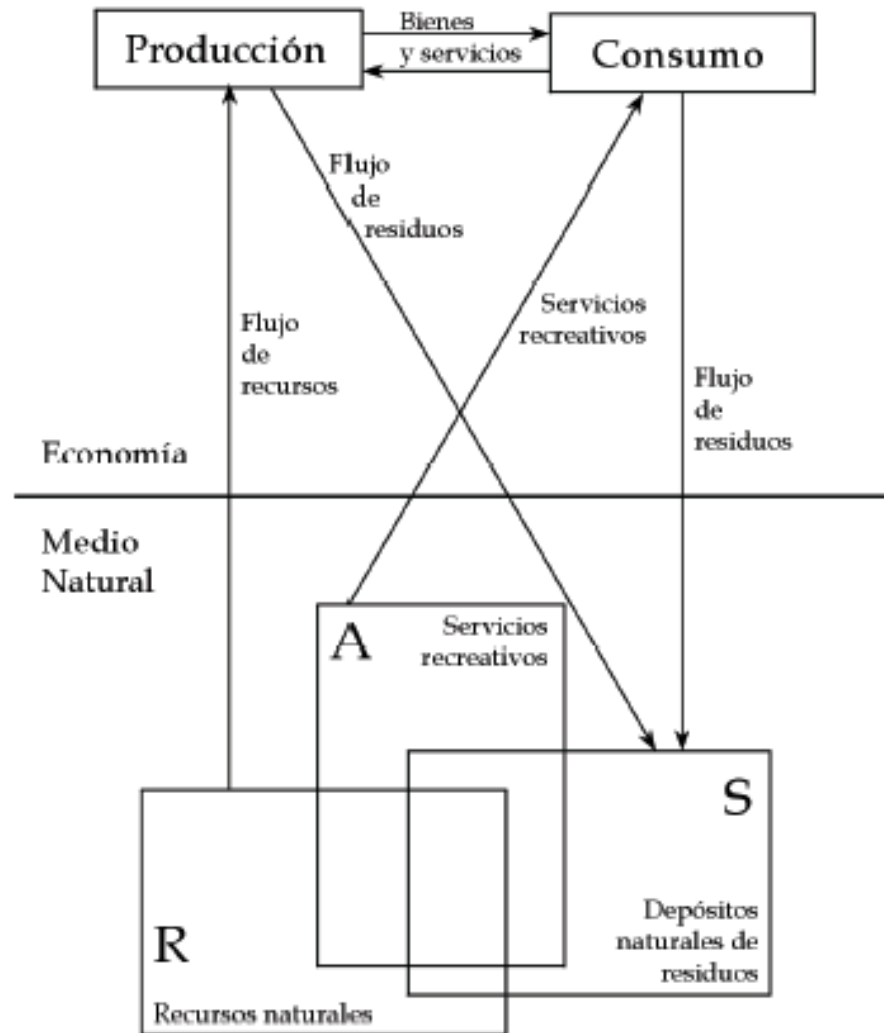 Producción
Bienes
y servicios
Consumo
Flujo
de
residuos
Servicios
recreativos
Flujo
de
recursos
Flujo
de
residuos
Economía
Medio
Natural
A
Servicios
recreativos
S
Depósitos
naturales de
residuos
R
Recursos naturales